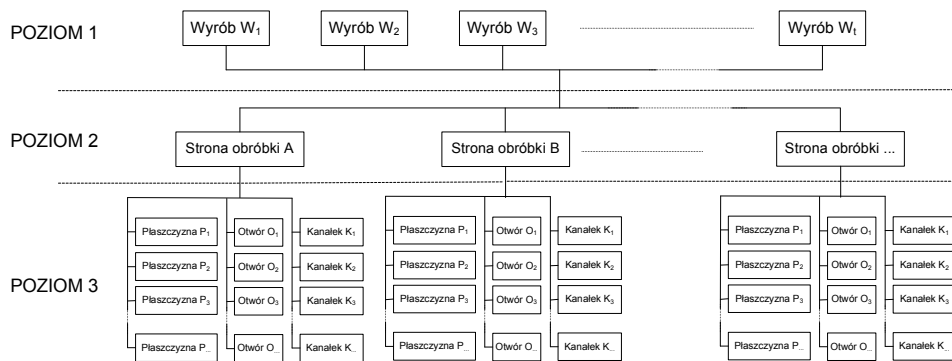 POZIOM 1
Wyrób W₁ Wyrób W₂ Wyrób W₃ Wyrób Wₜ
POZIOM 2
Strona obróbki A Strona obróbki B Strona obróbki ...
POZIOM 3
Płaszczyzna P₁ Otwór O₁ Kanałek K₁ Płaszczyzna P₁ Otwór O₁ Kanałek K₁ Płaszczyzna P₁ Otwór O₁ Kanałek K₁
Płaszczyzna P₂ Otwór O₂ Kanałek K₂ Płaszczyzna P₂ Otwór O₂ Kanałek K₂ Płaszczyzna P₂ Otwór O₂ Kanałek K₂
Płaszczyzna P₃ Otwór O₃ Kanałek K₃ Płaszczyzna P₃ Otwór O₃ Kanałek K₃ Płaszczyzna P₃ Otwór O₃ Kanałek K₃
Płaszczyzna P... Otwór O... Kanałek K... Płaszczyzna P... Otwór O... Kanałek K... Płaszczyzna P... Otwór O... Kanałek K...